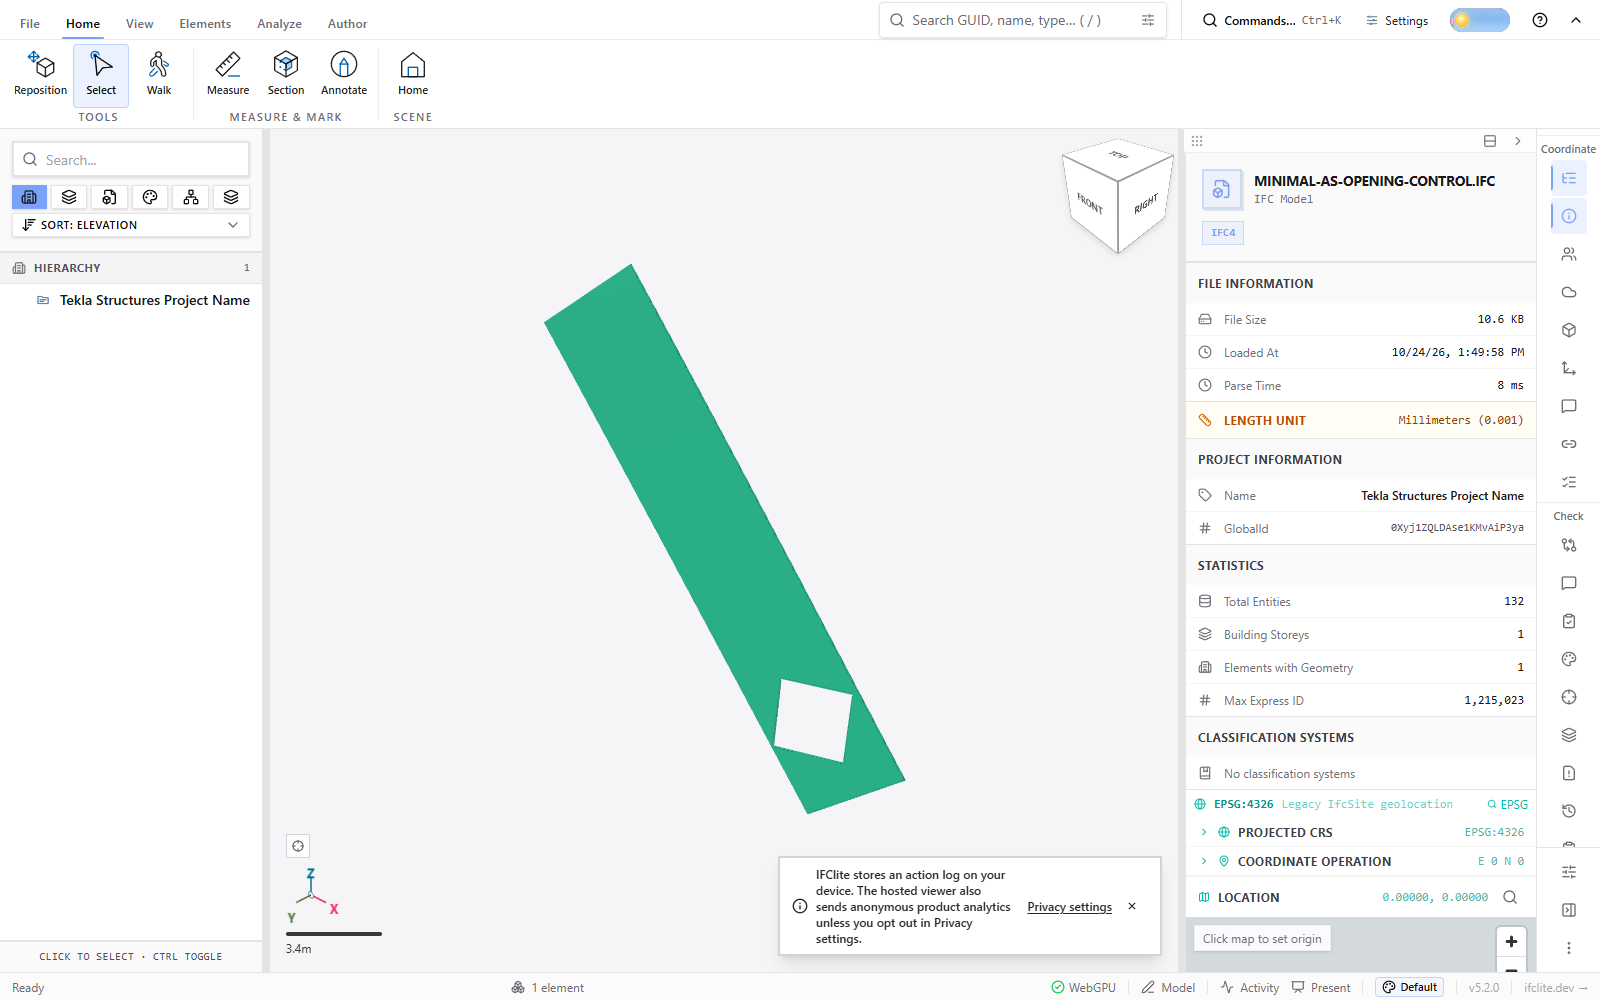 File Home View Elements Analyze Author
Search GUID, name, type... ( / )
Commands... Ctrl+K Settings
Reposition Select Walk Measure Section Annotate Home
TOOLS MEASURE & MARK SCENE
Search...
SORT: ELEVATION
HIERARCHY 1
Tekla Structures Project Name
CLICK TO SELECT · CTRL TOGGLE
TOP
FRONT RIGHT
Z
Y X
3.4m
IFClite stores an action log on your
device. The hosted viewer also
sends anonymous product analytics
unless you opt out in Privacy
settings.
Privacy settings
MINIMAL-AS-OPENING-CONTROL.IFC
IFC Model
IFC4
FILE INFORMATION
File Size 10.6 KB
Loaded At 10/24/26, 1:49:58 PM
Parse Time 8 ms
LENGTH UNIT Millimeters (0.001)
PROJECT INFORMATION
Name Tekla Structures Project Name
GlobalId 0Xyj1ZQLDAse1KMvAiP3ya
STATISTICS
Total Entities 132
Building Storeys 1
Elements with Geometry 1
Max Express ID 1,215,023
CLASSIFICATION SYSTEMS
No classification systems
EPSG:4326 Legacy IfcSite geolocation EPSG
PROJECTED CRS EPSG:4326
COORDINATE OPERATION E 0 N 0
LOCATION 0.00000, 0.00000
Click map to set origin
Coordinate
Check
Ready
1 element
WebGPU Model Activity Present Default v5.2.0 ifclite.dev →